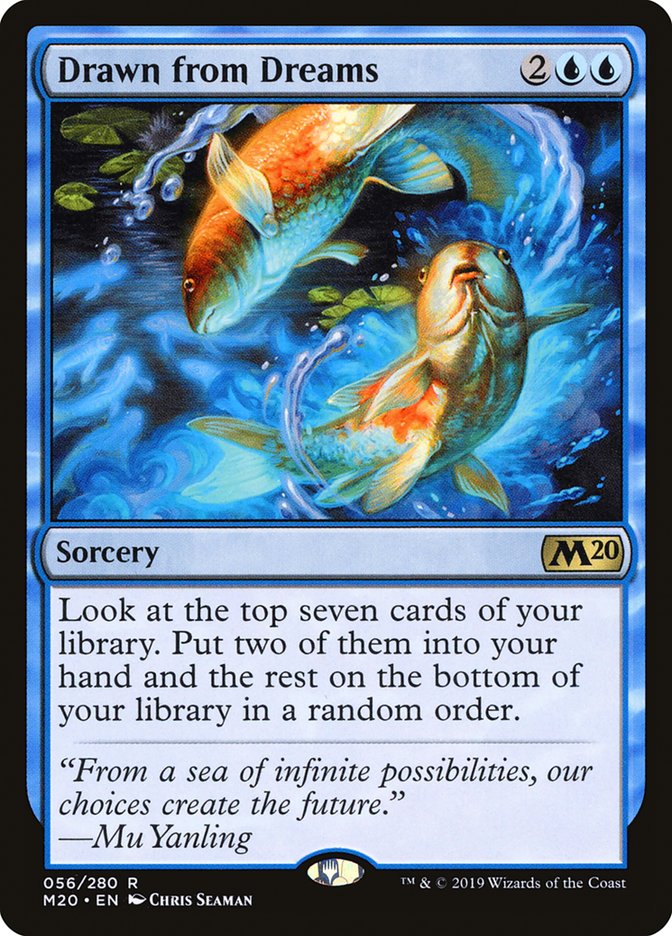 Drawn from Dreams 2
Sorcery M20
Look at the top seven cards of your
library. Put two of them into your
hand and the rest on the bottom of
your library in a random order.
“From a sea of infinite possibilities, our
choices create the future.”
—Mu Yanling
056/280 R
M20 • EN Chris Seaman
™ & © 2019 Wizards of the Coast